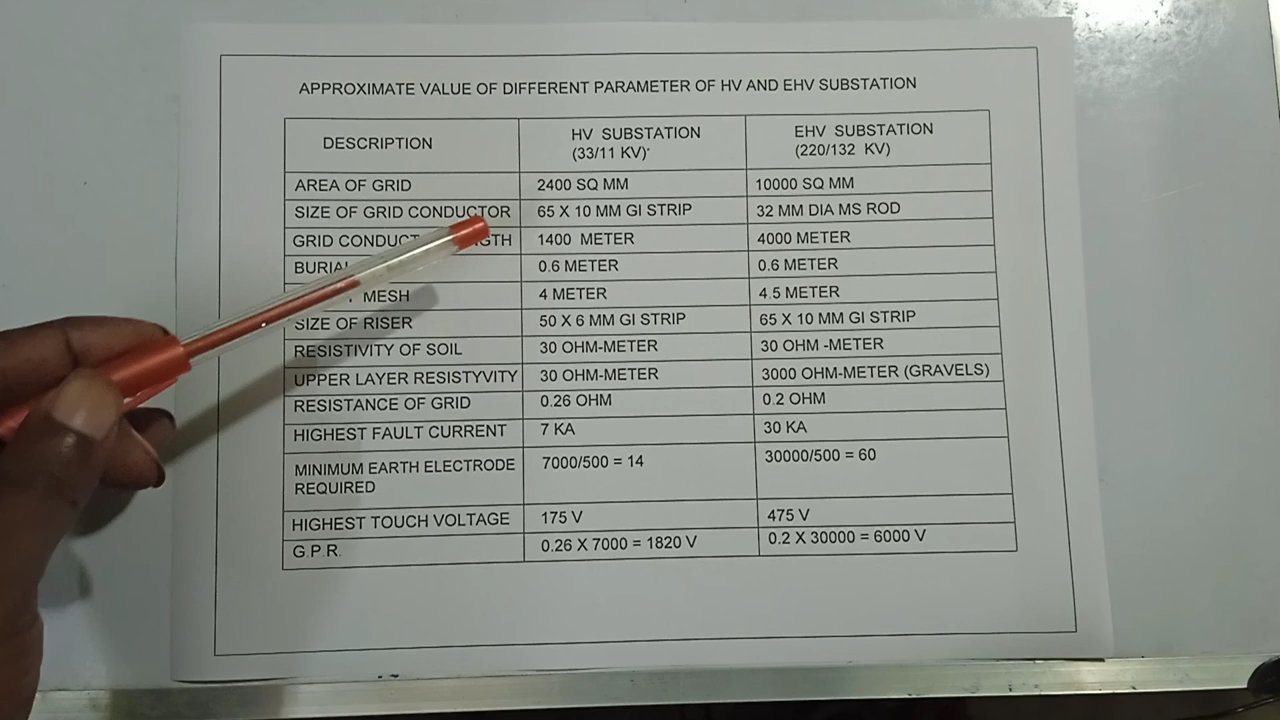 APPROXIMATE VALUE OF DIFFERENT PARAMETER OF HV AND EHV SUBSTATION
DESCRIPTION HV SUBSTATION (33/11 KV)* EHV SUBSTATION (220/132 KV)
AREA OF GRID 2400 SQ MM 10000 SQ MM
SIZE OF GRID CONDUCTOR 65 X 10 MM GI STRIP 32 MM DIA MS ROD
GRID 1400 METER 4000 METER
0.6 METER 0.6 METER
MESH 4 METER 4.5 METER
SIZE OF RISER 50 X 6 MM GI STRIP 65 X 10 MM GI STRIP
RESISTIVITY OF SOIL 30 OHM-METER 30 OHM -METER
UPPER LAYER RESISTYVITY 30 OHM-METER 3000 OHM-METER (GRAVELS)
RESISTANCE OF GRID 0.26 OHM 0.2 OHM
HIGHEST FAULT CURRENT 7 KA 30 KA
MINIMUM EARTH ELECTRODE REQUIRED 7000/500 = 14 30000/500 = 60
HIGHEST TOUCH VOLTAGE 175 V 475 V
G.P.R. 0.26 X 7000 = 1820 V 0.2 X 30000 = 6000 V